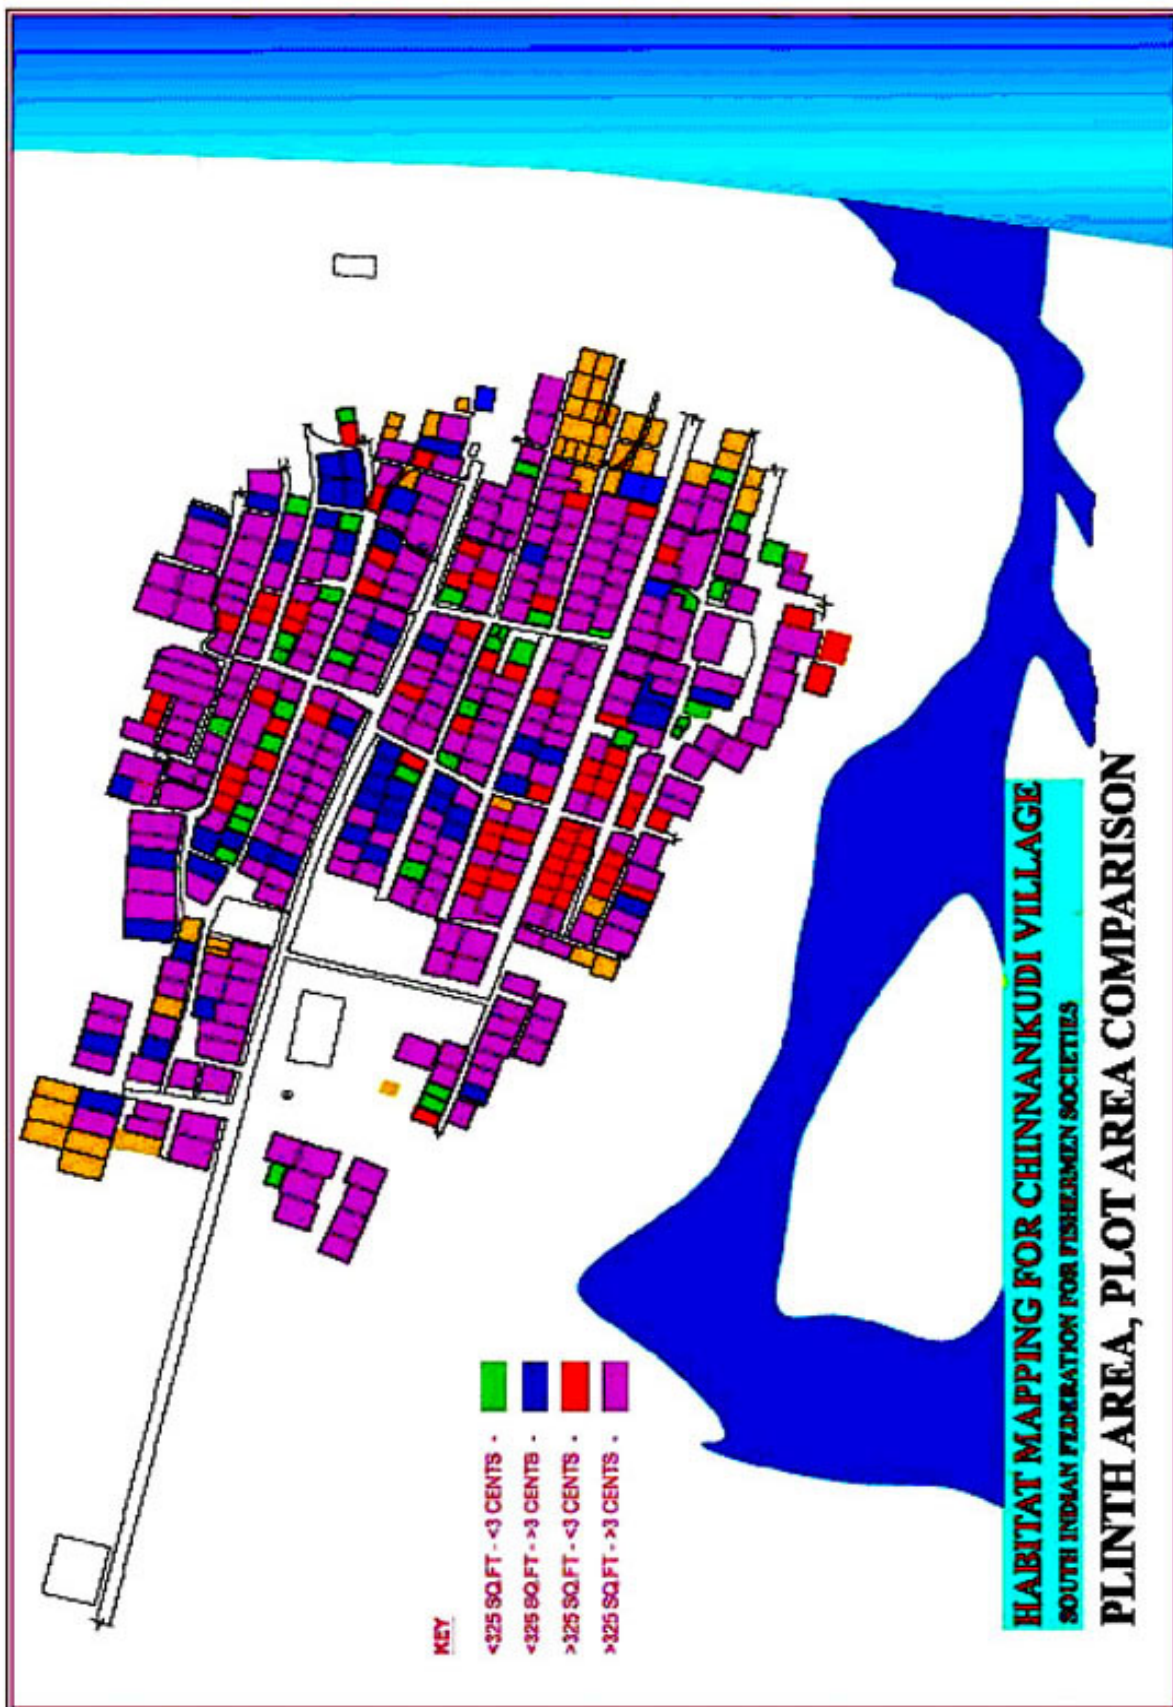 KEY
<325 SQ.FT - <3 CENTS -
<325 SQ.FT - >3 CENTS -
>325 SQ.FT - <3 CENTS -
>325 SQ.FT - >3 CENTS -
HABITAT MAPPING FOR CHINNANKUDI VILLAGE
SOUTH INDIAN FEDERATION FOR FISHERMEN SOCIETIES
PLINTH AREA, PLOT AREA COMPARISON